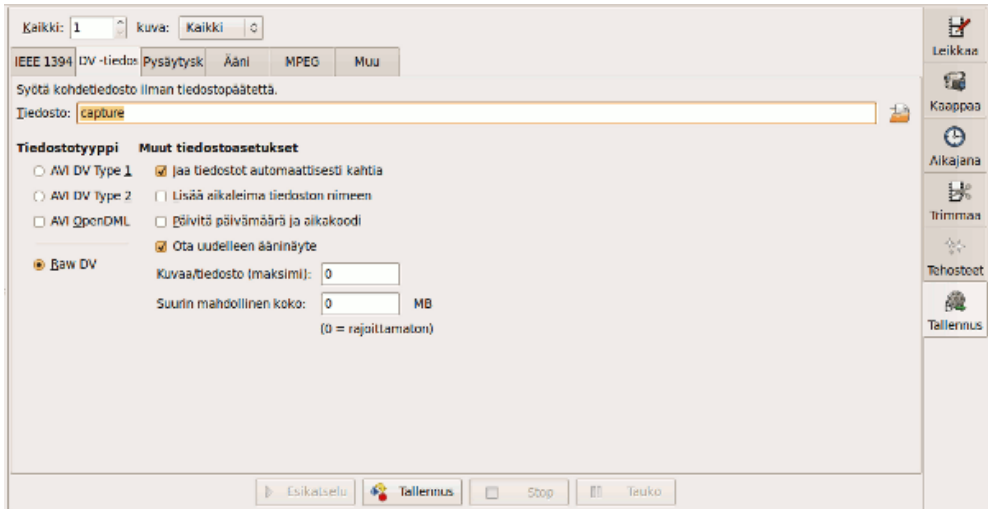 Kaikki: 1 kuva: Kaikki
IEEE 1394 DV -tiedos Pysäytysk Ääni MPEG Muu
Syötä kohdetiedosto ilman tiedostopäätettä.
Tiedosto: capture
Tiedostotyyppi Muut tiedostoasetukset
AVI DV Type 1 Jaa tiedostot automaattisesti kahtia
AVI DV Type 2 Lisää aikaleima tiedoston nimeen
AVI OpenDML Päivitä päivämäärä ja aikakoodi
Ota uudelleen ääninäyte
Raw DV
Kuvaa/tiedosto (maksimi): 0
Suurin mahdollinen koko: 0 MB
(0 = rajoittamaton)
Esikatselu Tallennus Stop Tauko
Leikkaa
Kaappaa
Aikajana
Trimmaa
Tehosteet
Tallennus